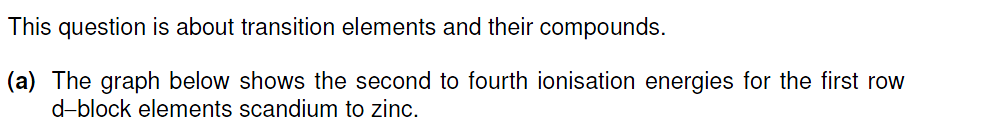 This question is about transition elements and their compounds.
(a) The graph below shows the second to fourth ionisation energies for the first row
d–block elements scandium to zinc.